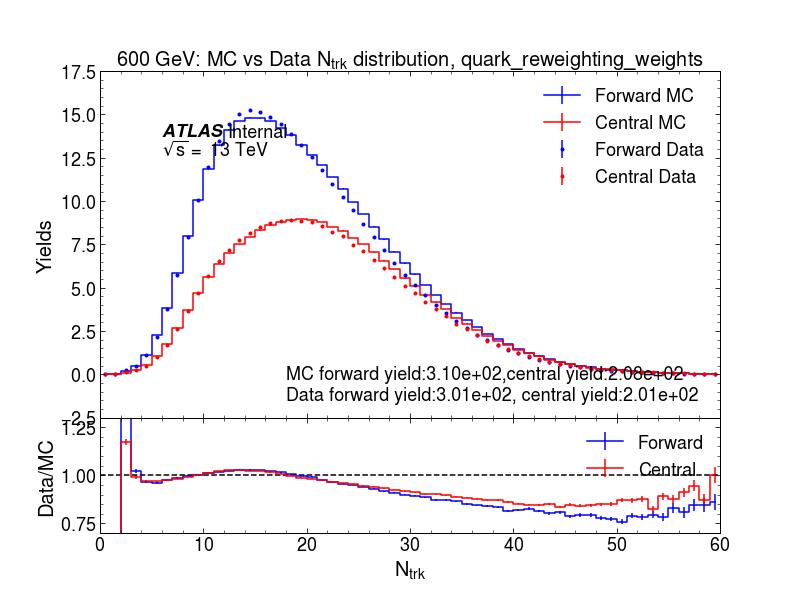 600 GeV: MC vs Data N_trk distribution, quark_reweighting_weights
17.5
15.0
12.5
10.0
7.5
5.0
2.5
0.0
−2.5
Yields
ATLAS Internal
√s = 13 TeV
Forward MC
Central MC
Forward Data
Central Data
MC forward yield:3.10e+02,central yield:2.08e+02
Data forward yield:3.01e+02, central yield:2.01e+02
1.25
1.00
0.75
Data/MC
Forward
Central
0 10 20 30 40 50 60
N_trk